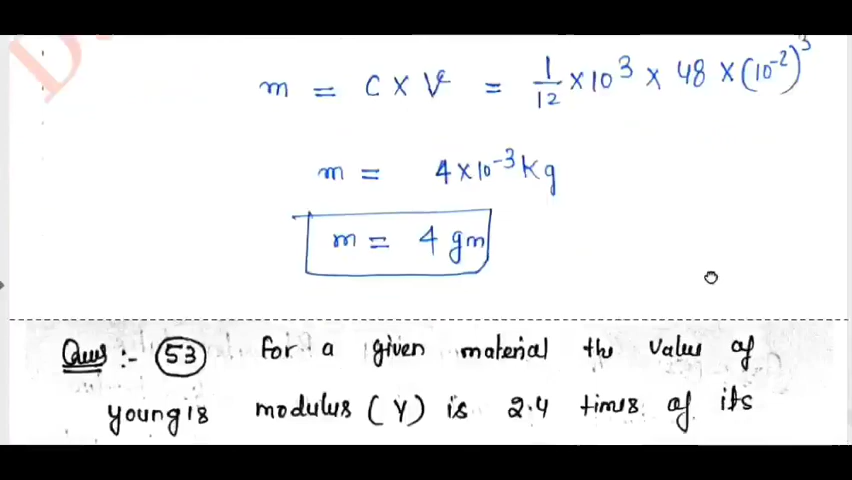 m = C × V = 1/12 × 10³ × 48 × (10⁻²)³
m = 4×10⁻³ Kg
m = 4 gm
Ques :- (53) For a given material the value of
young's modulus (Y) is 2.4 times of its